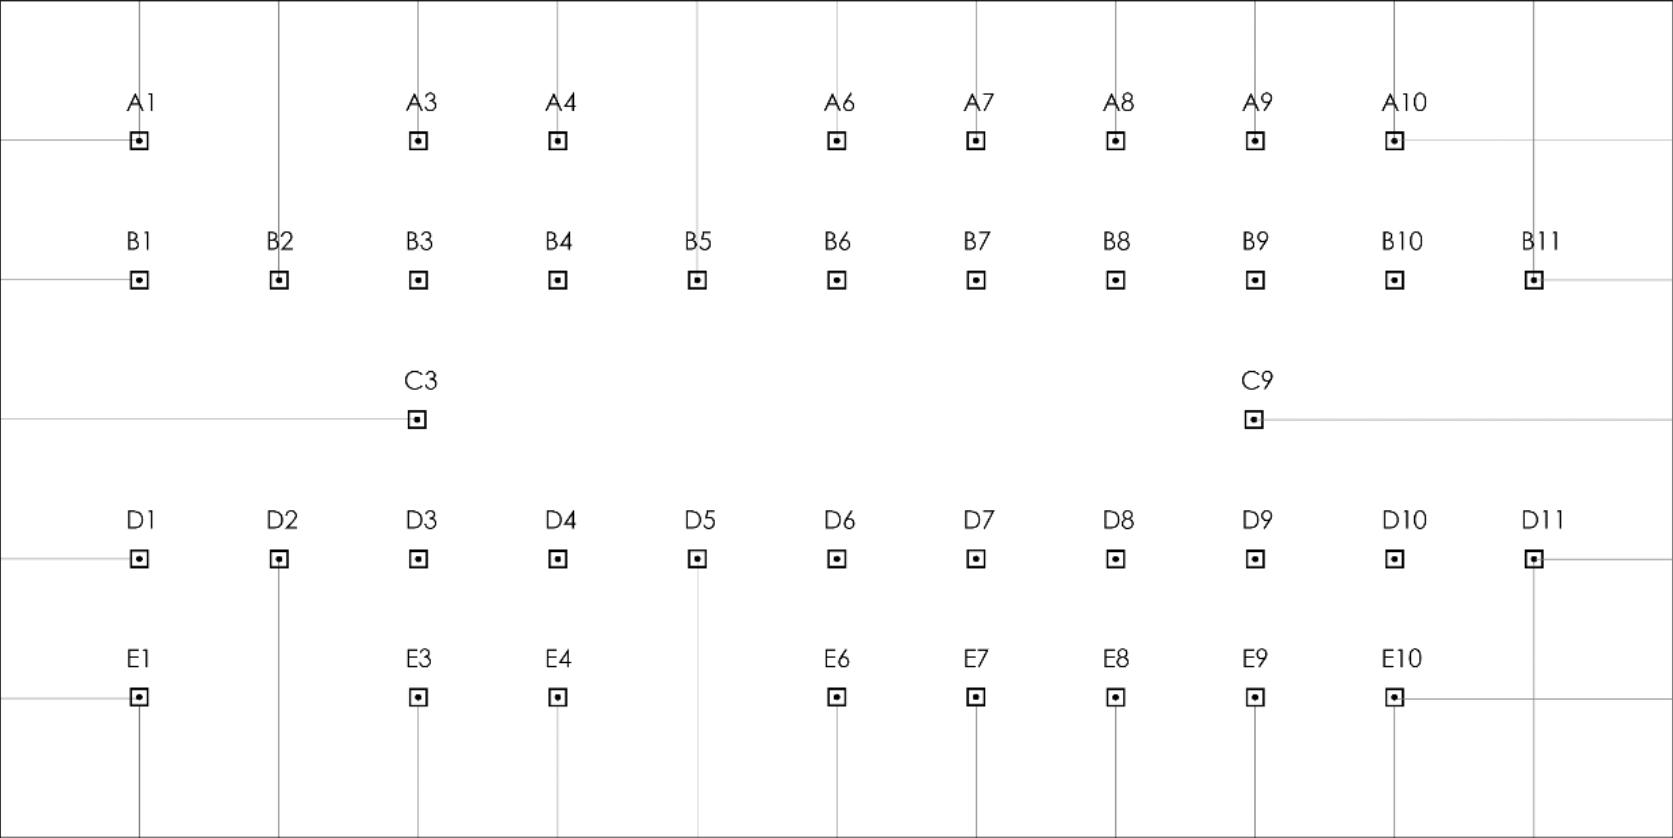 A1 A3 A4 A6 A7 A8 A9 A10
B1 B2 B3 B4 B5 B6 B7 B8 B9 B10 B11
C3 C9
D1 D2 D3 D4 D5 D6 D7 D8 D9 D10 D11
E1 E3 E4 E6 E7 E8 E9 E10